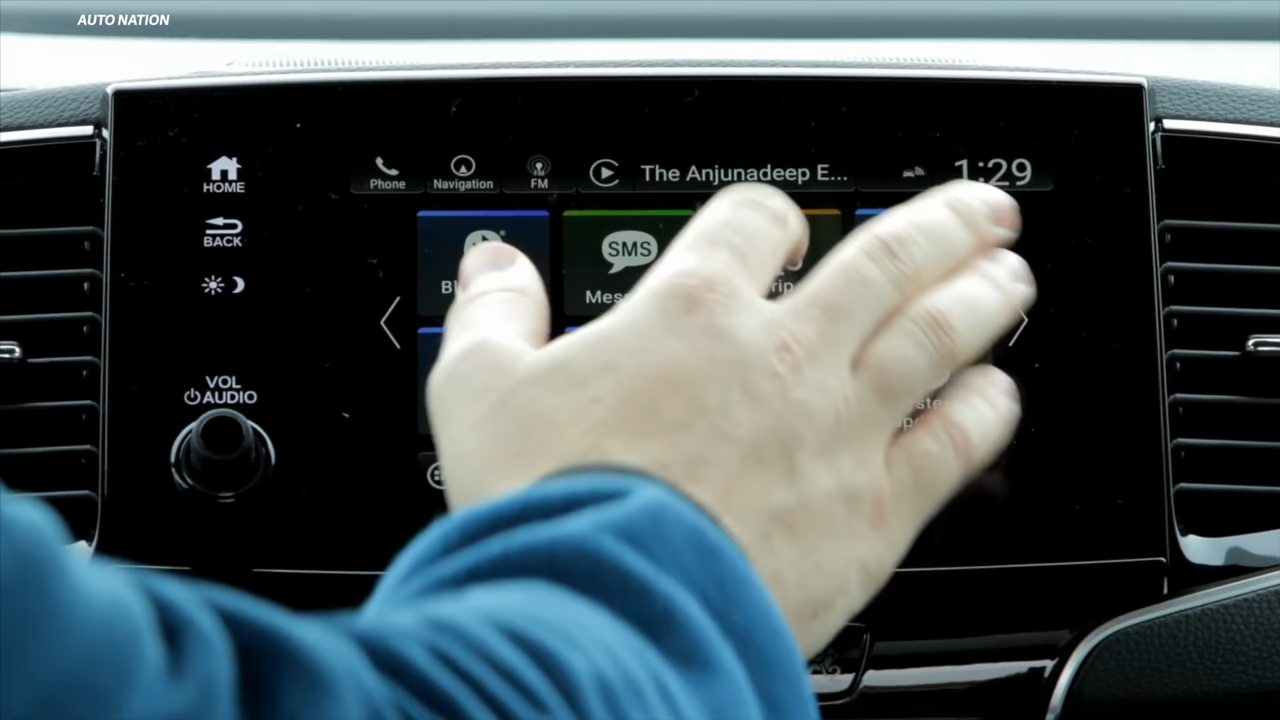 AUTO NATION
HOME
BACK
VOL
AUDIO
Phone
Navigation
FM
The Anjunadeep E...
1:29
SMS